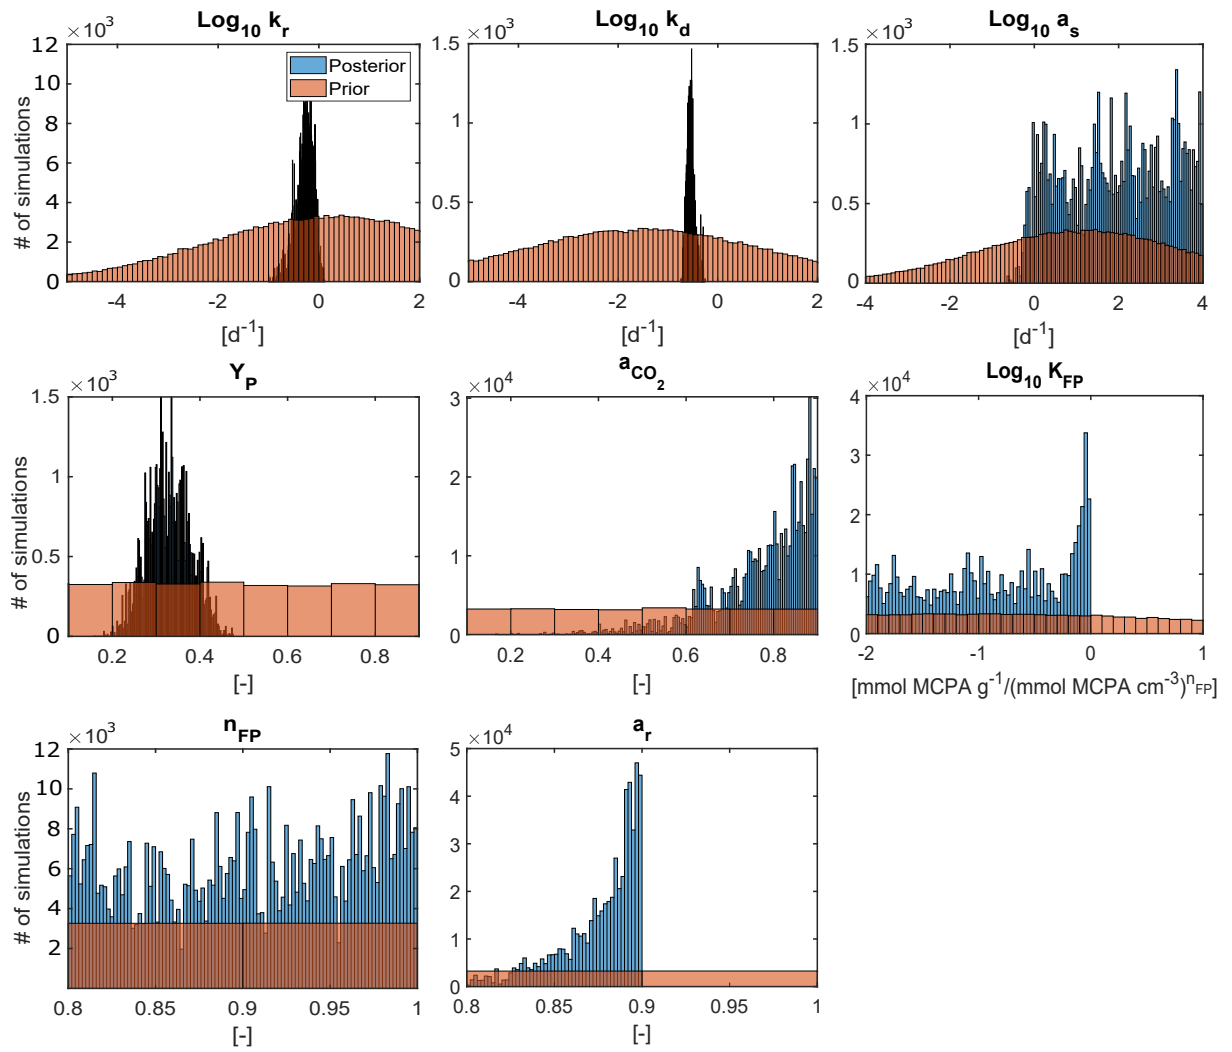 Log10 kr
×10³
12
10
8
6
4
2
0
# of simulations
Posterior
Prior
-4 -2 0 2
[d⁻¹]
Log10 kd
×10³
1.5
1
0.5
0
-4 -2 0 2
[d⁻¹]
Log10 as
×10³
1.5
1
0.5
0
-4 -2 0 2 4
[d⁻¹]
YP
×10³
1.5
1
0.5
0
# of simulations
0.2 0.4 0.6 0.8
[-]
aCO2
×10⁴
3
2
1
0
0.2 0.4 0.6 0.8
[-]
Log10 KFP
×10⁴
4
3
2
1
0
-2 -1 0 1
[mmol MCPA g⁻¹/(mmol MCPA cm⁻³)ⁿFP]
nFP
×10³
12
10
8
6
4
2
# of simulations
0.8 0.85 0.9 0.95 1
[-]
ar
×10⁴
5
4
3
2
1
0
0.8 0.85 0.9 0.95 1
[-]